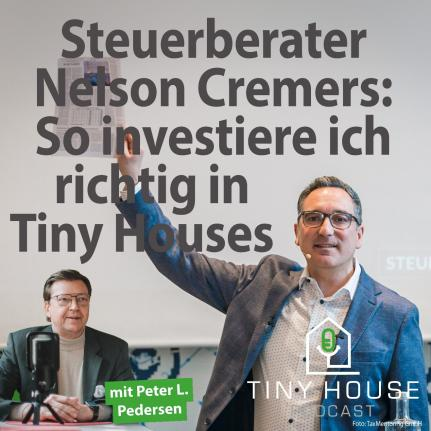 Steuerberater
Nelson Cremers:
So investiere ich
richtig in
Tiny Houses
STEU
mit Peter L.
Pedersen
TINY HOUSE
PODCAST
Foto: TaxMentoring GmbH